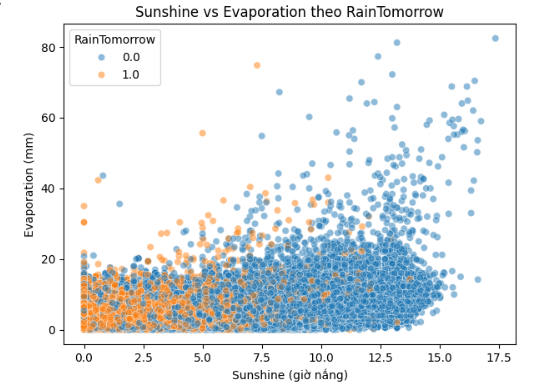 Sunshine vs Evaporation theo RainTomorrow
RainTomorrow
0.0
1.0
Evaporation (mm)
80
60
40
20
0
0.0 2.5 5.0 7.5 10.0 12.5 15.0 17.5
Sunshine (giờ nắng)